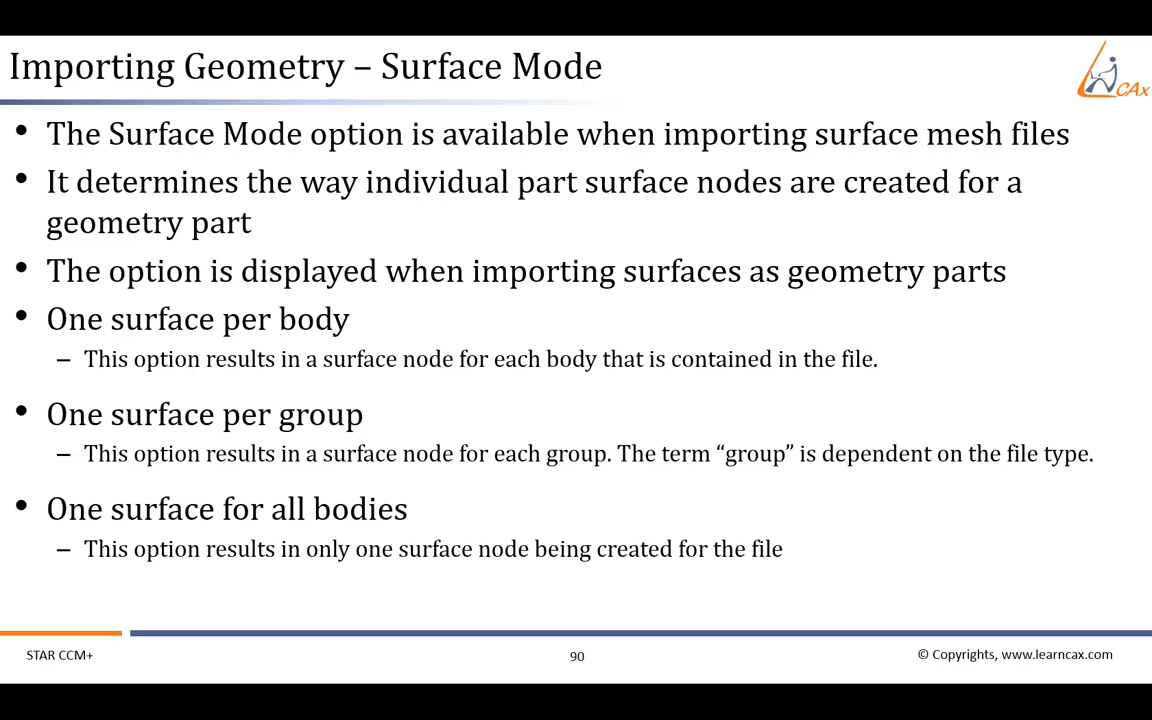 Importing Geometry – Surface Mode
CAx
• The Surface Mode option is available when importing surface mesh files
• It determines the way individual part surface nodes are created for a
geometry part
• The option is displayed when importing surfaces as geometry parts
• One surface per body
– This option results in a surface node for each body that is contained in the file.
• One surface per group
– This option results in a surface node for each group. The term “group” is dependent on the file type.
• One surface for all bodies
– This option results in only one surface node being created for the file
STAR CCM+
90
© Copyrights, www.learncax.com